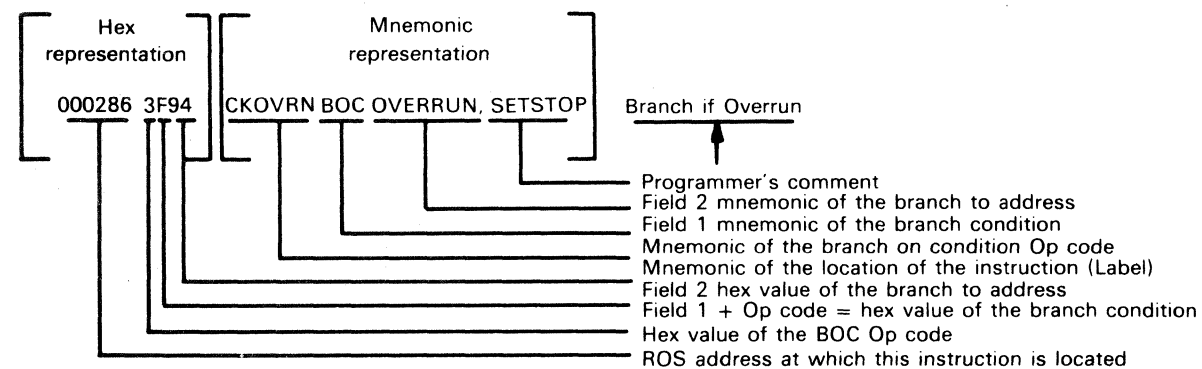 Hex
representation
Mnemonic
representation
000286 3F94 CKOVRN BOC OVERRUN, SETSTOP Branch if Overrun
Programmer's comment
Field 2 mnemonic of the branch to address
Field 1 mnemonic of the branch condition
Mnemonic of the branch on condition Op code
Mnemonic of the location of the instruction (Label)
Field 2 hex value of the branch to address
Field 1 + Op code = hex value of the branch condition
Hex value of the BOC Op code
ROS address at which this instruction is located